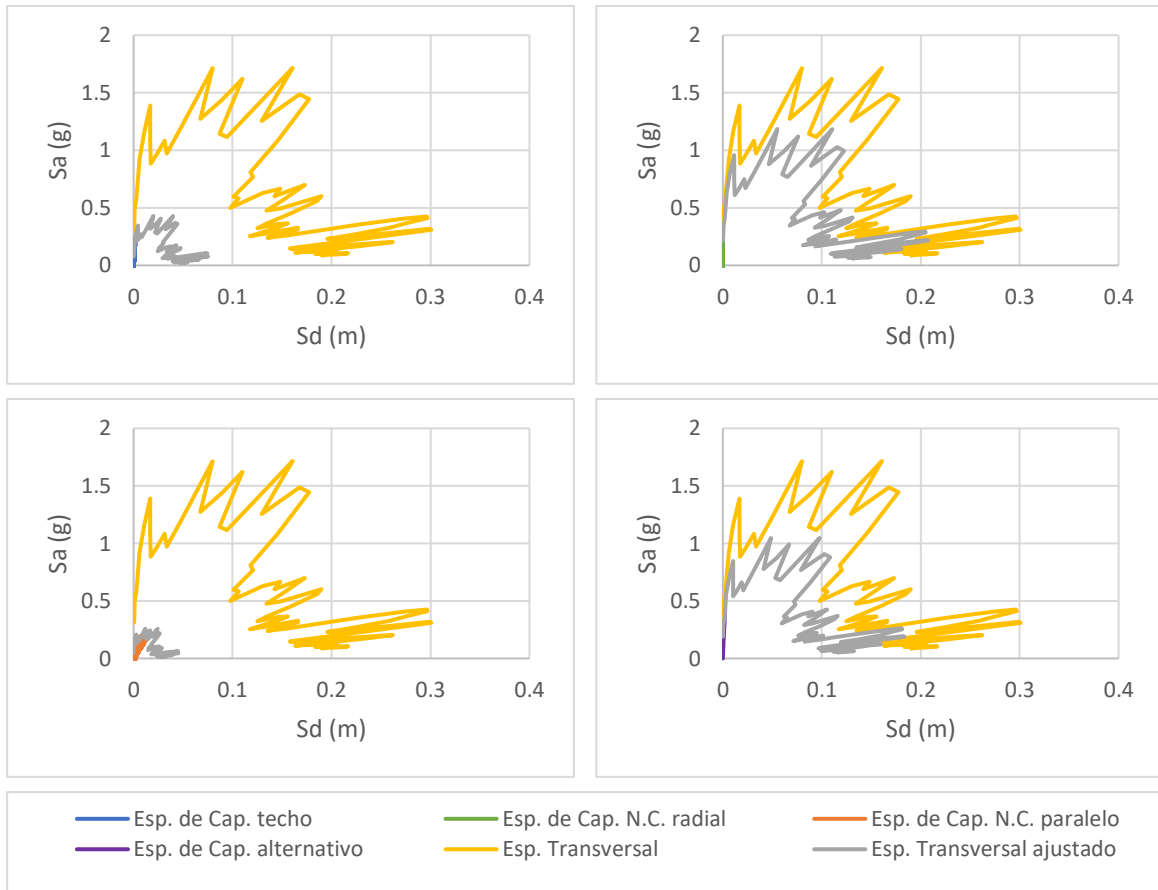 2
1.5
1
0.5
0
Sa (g)
0 0.1 0.2 0.3 0.4
Sd (m)
2
1.5
1
0.5
0
Sa (g)
0 0.1 0.2 0.3 0.4
Sd (m)
2
1.5
1
0.5
0
Sa (g)
0 0.1 0.2 0.3 0.4
Sd (m)
2
1.5
1
0.5
0
Sa (g)
0 0.1 0.2 0.3 0.4
Sd (m)
Esp. de Cap. techo Esp. de Cap. N.C. radial Esp. de Cap. N.C. paralelo
Esp. de Cap. alternativo Esp. Transversal Esp. Transversal ajustado